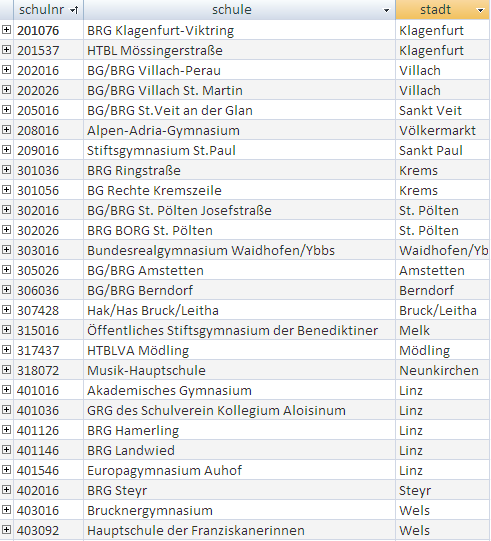 schulnr schule stadt
201076 BRG Klagenfurt-Viktring Klagenfurt
201537 HTBL Mössingerstraße Klagenfurt
202016 BG/BRG Villach-Perau Villach
202026 BG/BRG Villach St. Martin Villach
205016 BG/BRG St.Veit an der Glan Sankt Veit
208016 Alpen-Adria-Gymnasium Völkermarkt
209016 Stiftsgymnasium St.Paul Sankt Paul
301036 BRG Ringstraße Krems
301056 BG Rechte Kremszeile Krems
302016 BG/BRG St. Pölten Josefstraße St. Pölten
302026 BRG BORG St. Pölten St. Pölten
303016 Bundesrealgymnasium Waidhofen/Ybbs Waidhofen/Yb
305026 BG/BRG Amstetten Amstetten
306036 BG/BRG Berndorf Berndorf
307428 Hak/Has Bruck/Leitha Bruck/Leitha
315016 Öffentliches Stiftsgymnasium der Benediktiner Melk
317437 HTBLVA Mödling Mödling
318072 Musik-Hauptschule Neunkirchen
401016 Akademisches Gymnasium Linz
401036 GRG des Schulverein Kollegium Aloisinum Linz
401126 BRG Hamerling Linz
401146 BRG Landwied Linz
401546 Europagymnasium Auhof Linz
402016 BRG Steyr Steyr
403016 Brucknergymnasium Wels
403092 Hauptschule der Franziskanerinnen Wels